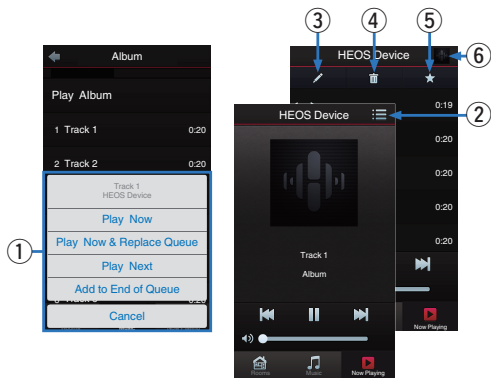 Album
Play Album
1 Track 1 0:20
2 Track 2 0:20
Track 1
HEOS Device
Play Now
Play Now & Replace Queue
Play Next
Add to End of Queue
Cancel
1
3
4
5
HEOS Device
6
0:19
0:20
0:20
0:20
0:20
Now Playing
HEOS Device
2
Track 1
Album
Rooms
Music
Now Playing